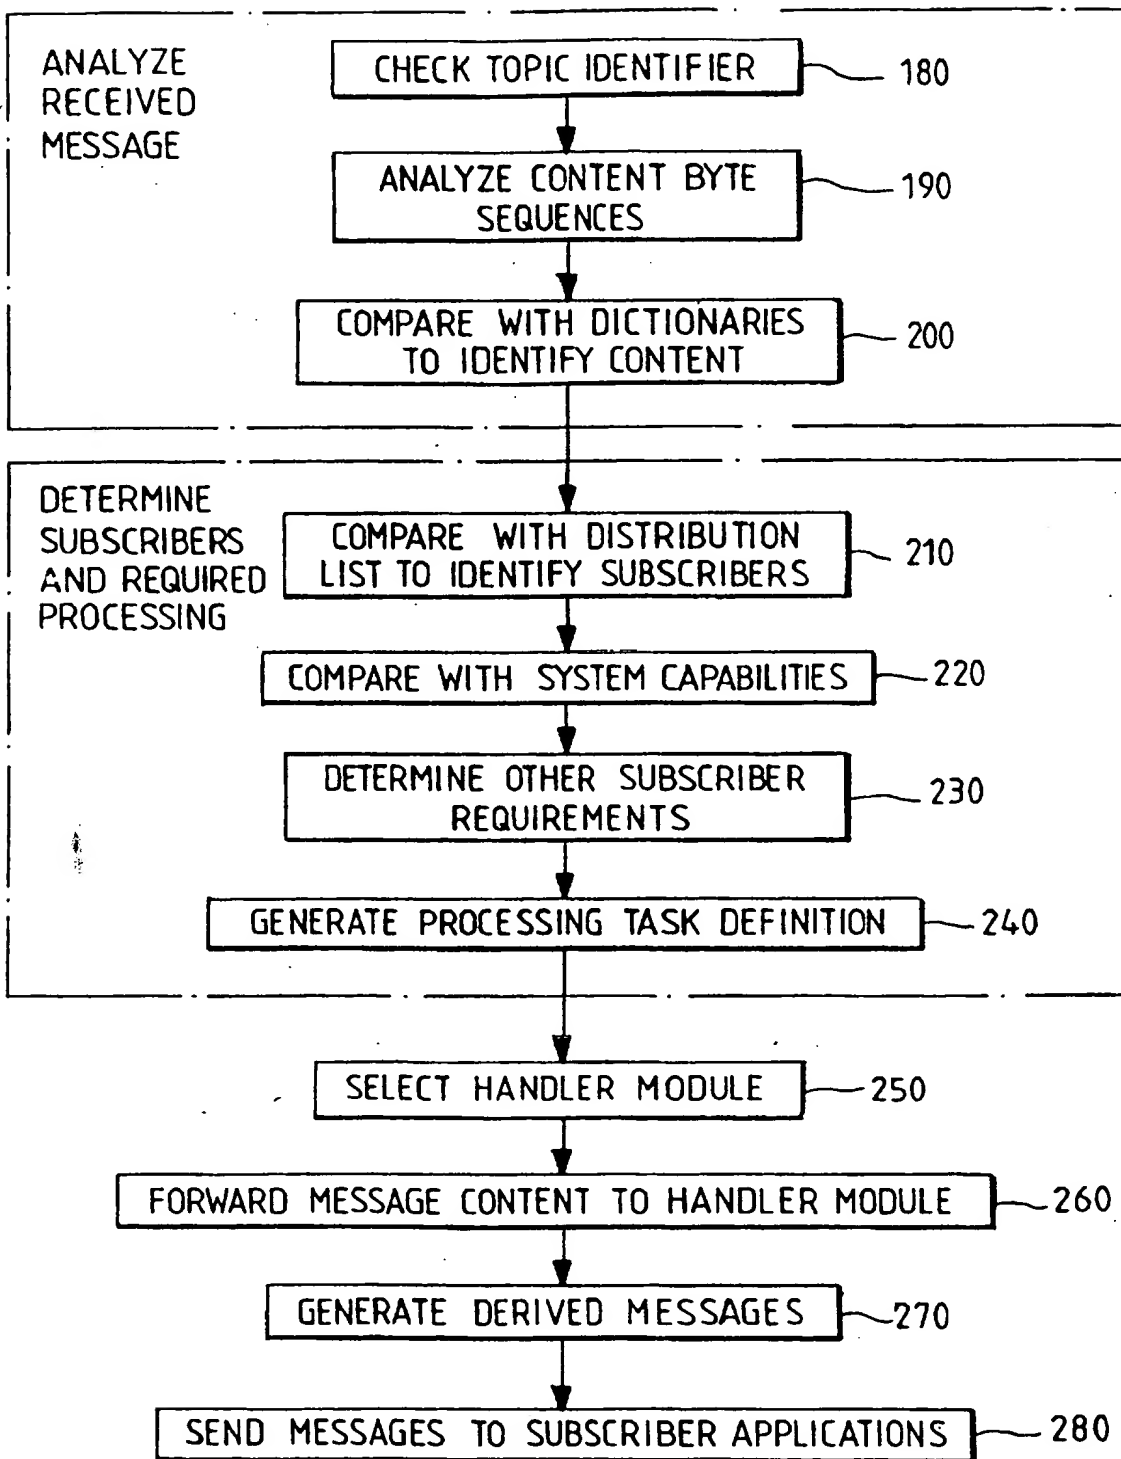 ANALYZE
RECEIVED
MESSAGE
CHECK TOPIC IDENTIFIER
180
ANALYZE CONTENT BYTE
SEQUENCES
190
COMPARE WITH DICTIONARIES
TO IDENTIFY CONTENT
200
DETERMINE
SUBSCRIBERS
AND REQUIRED
PROCESSING
COMPARE WITH DISTRIBUTION
LIST TO IDENTIFY SUBSCRIBERS
210
COMPARE WITH SYSTEM CAPABILITIES
220
DETERMINE OTHER SUBSCRIBER
REQUIREMENTS
230
GENERATE PROCESSING TASK DEFINITION
240
SELECT HANDLER MODULE
250
FORWARD MESSAGE CONTENT TO HANDLER MODULE
260
GENERATE DERIVED MESSAGES
270
SEND MESSAGES TO SUBSCRIBER APPLICATIONS
280